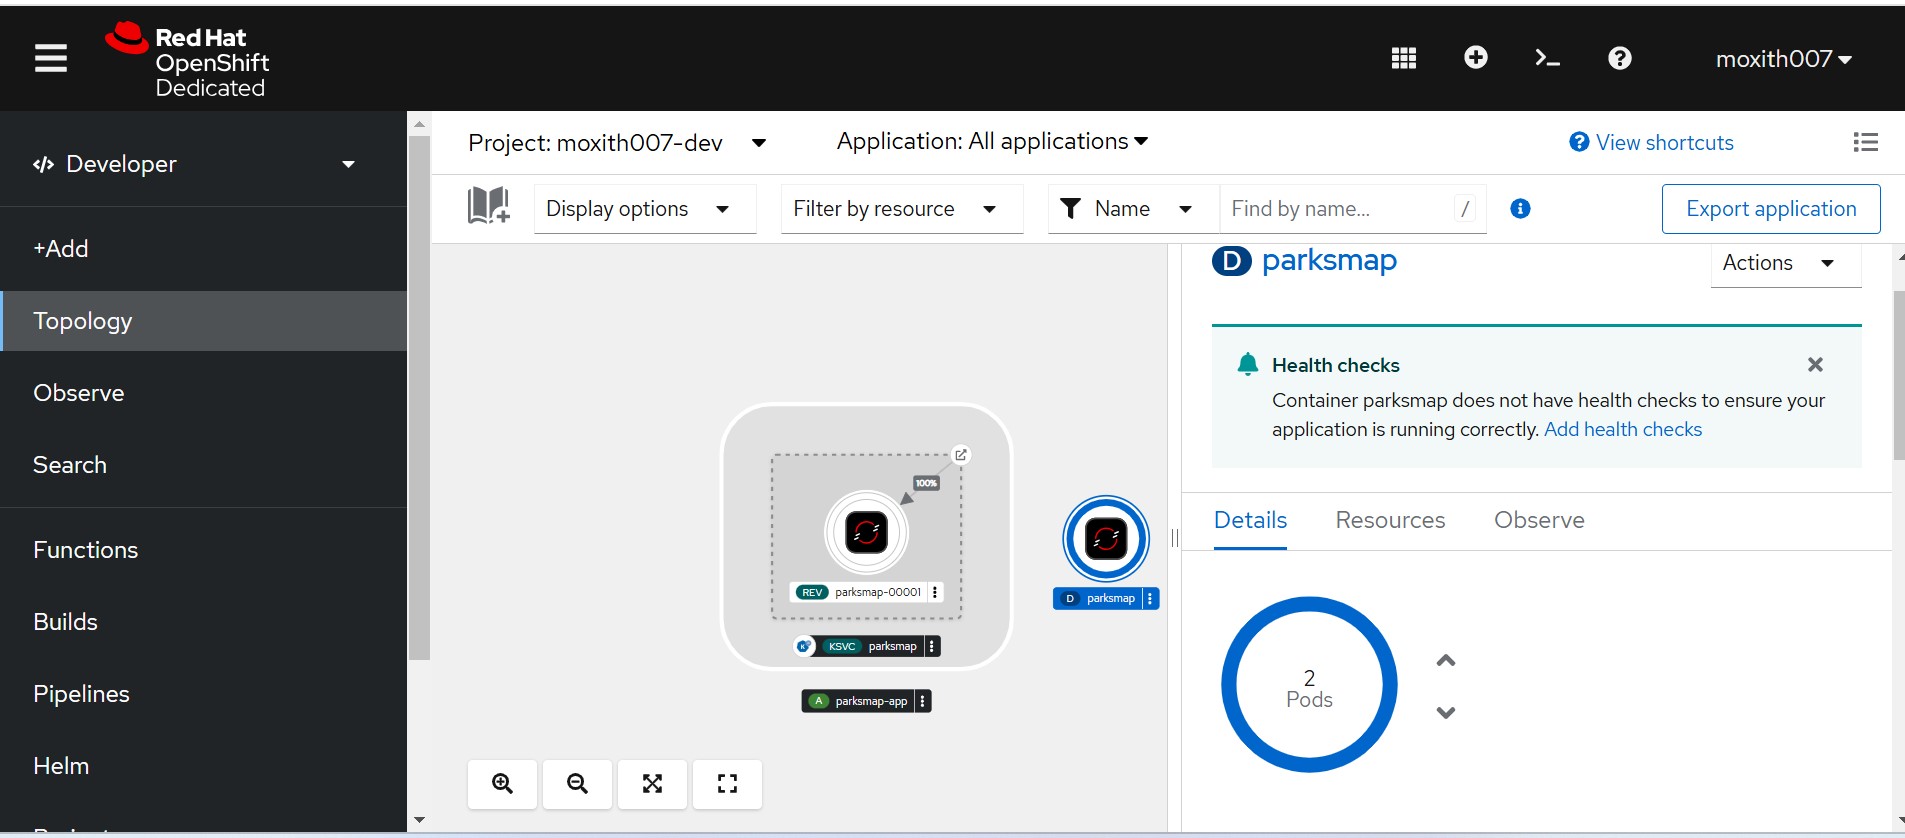 Red Hat
OpenShift
Dedicated
moxith007
Developer
+Add
Topology
Observe
Search
Functions
Builds
Pipelines
Helm
Project: moxith007-dev
Application: All applications
View shortcuts
Display options
Filter by resource
Name
Find by name...
/
Export application
100%
REV parksmap-00001
KSVC parksmap
A parksmap-app
D parksmap
D parksmap
Actions
Health checks
Container parksmap does not have health checks to ensure your
application is running correctly. Add health checks
Details
Resources
Observe
2
Pods